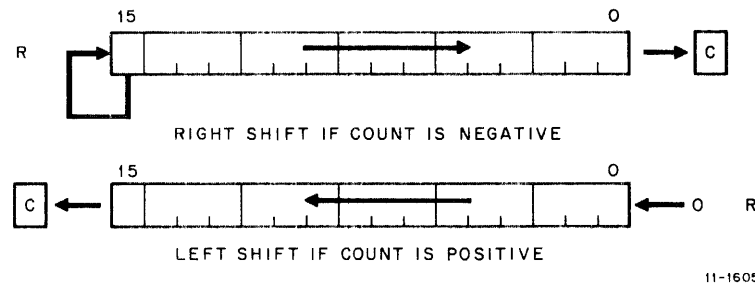 15 0
R C
RIGHT SHIFT IF COUNT IS NEGATIVE
15 0
C 0 R
LEFT SHIFT IF COUNT IS POSITIVE
11-1605